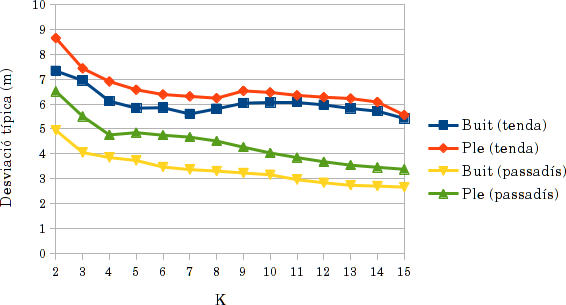 10
9
8
7
6
5
4
3
2
1
0
Desviació típica (m)
2 3 4 5 6 7 8 9 10 11 12 13 14 15
K
Buit (tenda)
Ple (tenda)
Buit (passadís)
Ple (passadís)